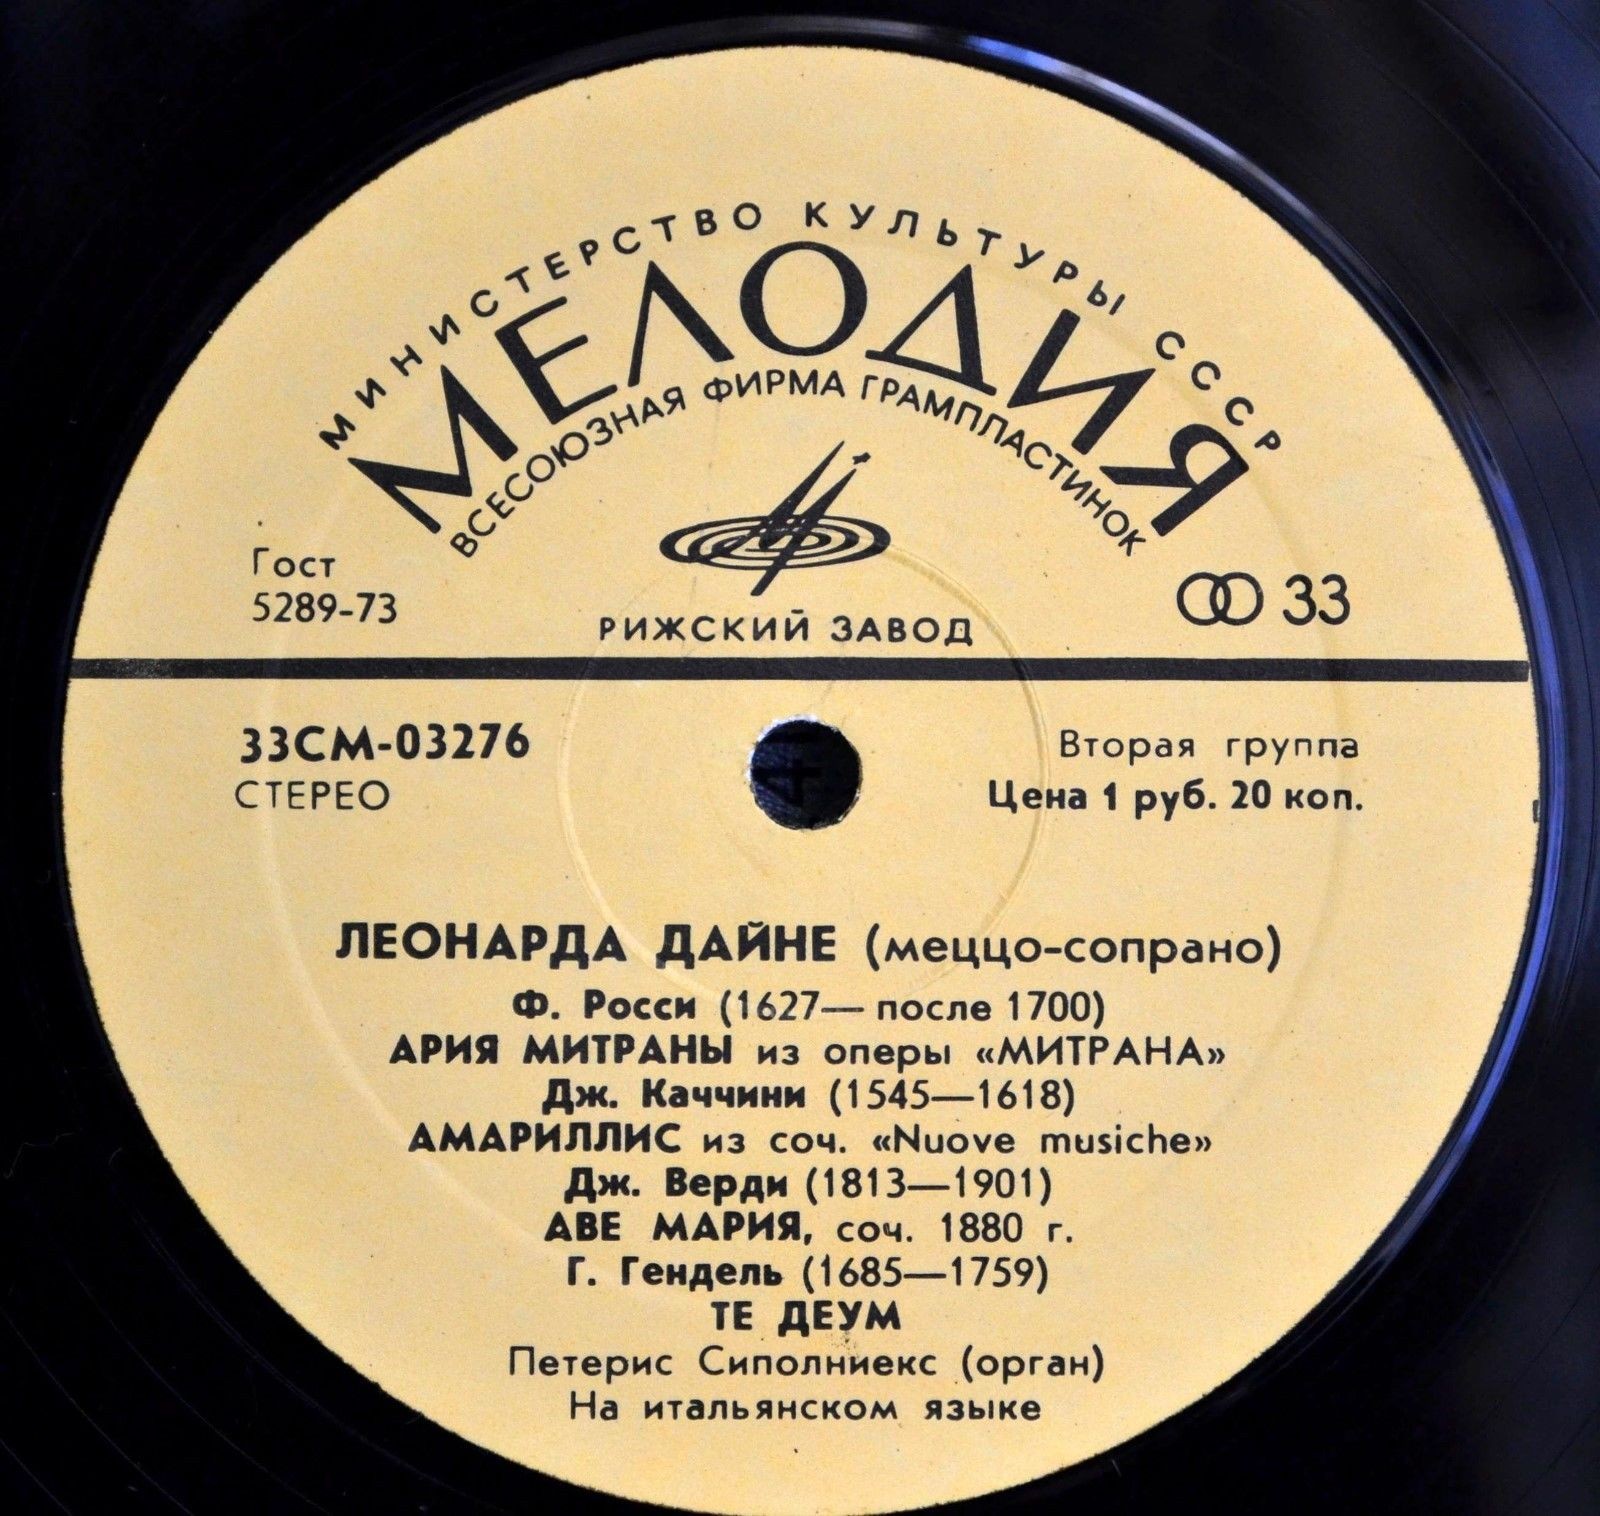 МИНИСТЕРСТВО КУЛЬТУРЫ СССР
МЕЛОДИЯ
ВСЕСОЮЗНАЯ ФИРМА ГРАМПЛАСТИНОК
Гост
5289-73
РИЖСКИЙ ЗАВОД
33
33СМ-03276
СТЕРЕО
Вторая группа
Цена 1 руб. 20 коп.
ЛЕОНАРДА ДАЙНЕ (меццо-сопрано)
Ф. Росси (1627— после 1700)
АРИЯ МИТРАНЫ из оперы «МИТРАНА»
Дж. Каччини (1545—1618)
АМАРИЛЛИС из соч. «Nuove musiche»
Дж. Верди (1813—1901)
АВЕ МАРИЯ, соч. 1880 г.
Г. Гендель (1685—1759)
ТЕ ДЕУМ
Петерис Сиполниекс (орган)
На итальянском языке